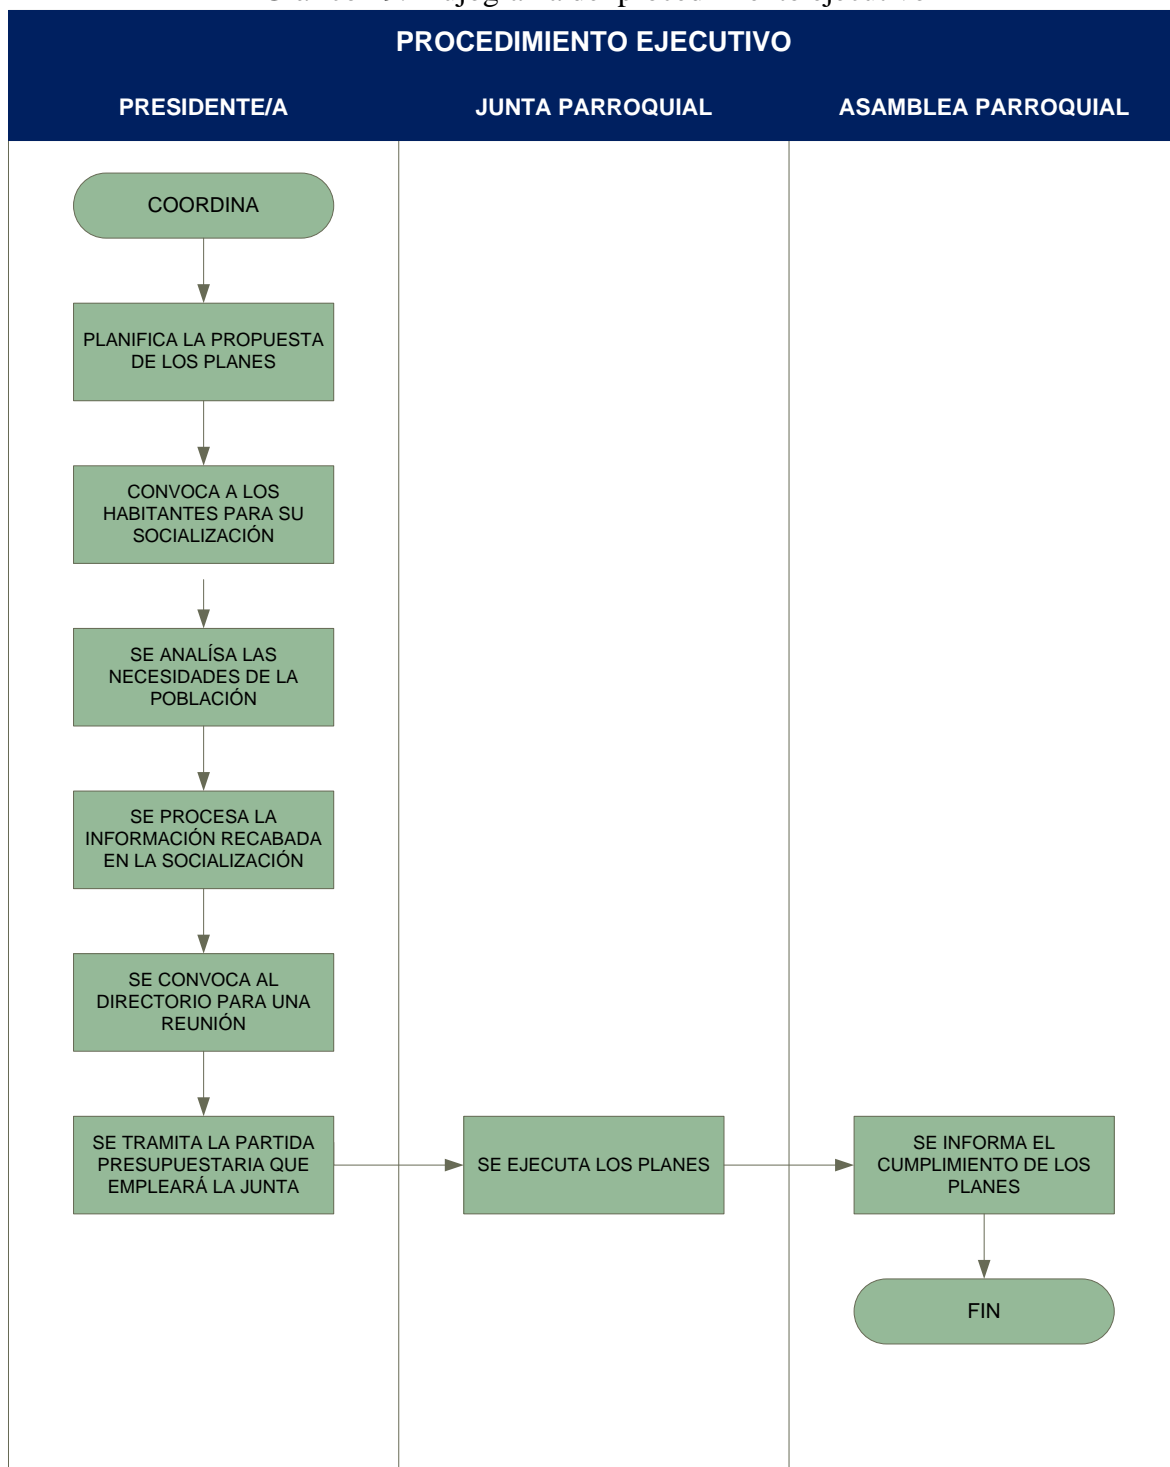 PROCEDIMIENTO EJECUTIVO
PRESIDENTE/A
JUNTA PARROQUIAL
ASAMBLEA PARROQUIAL
COORDINA
PLANIFICA LA PROPUESTA
DE LOS PLANES
CONVOCA A LOS
HABITANTES PARA SU
SOCIALIZACIÓN
SE ANALÍSA LAS
NECESIDADES DE LA
POBLACIÓN
SE PROCESA LA
INFORMACIÓN RECABADA
EN LA SOCIALIZACIÓN
SE CONVOCA AL
DIRECTORIO PARA UNA
REUNIÓN
SE TRAMITA LA PARTIDA
PRESUPUESTARIA QUE
EMPLEARÁ LA JUNTA
SE EJECUTA LOS PLANES
SE INFORMA EL
CUMPLIMIENTO DE LOS
PLANES
FIN